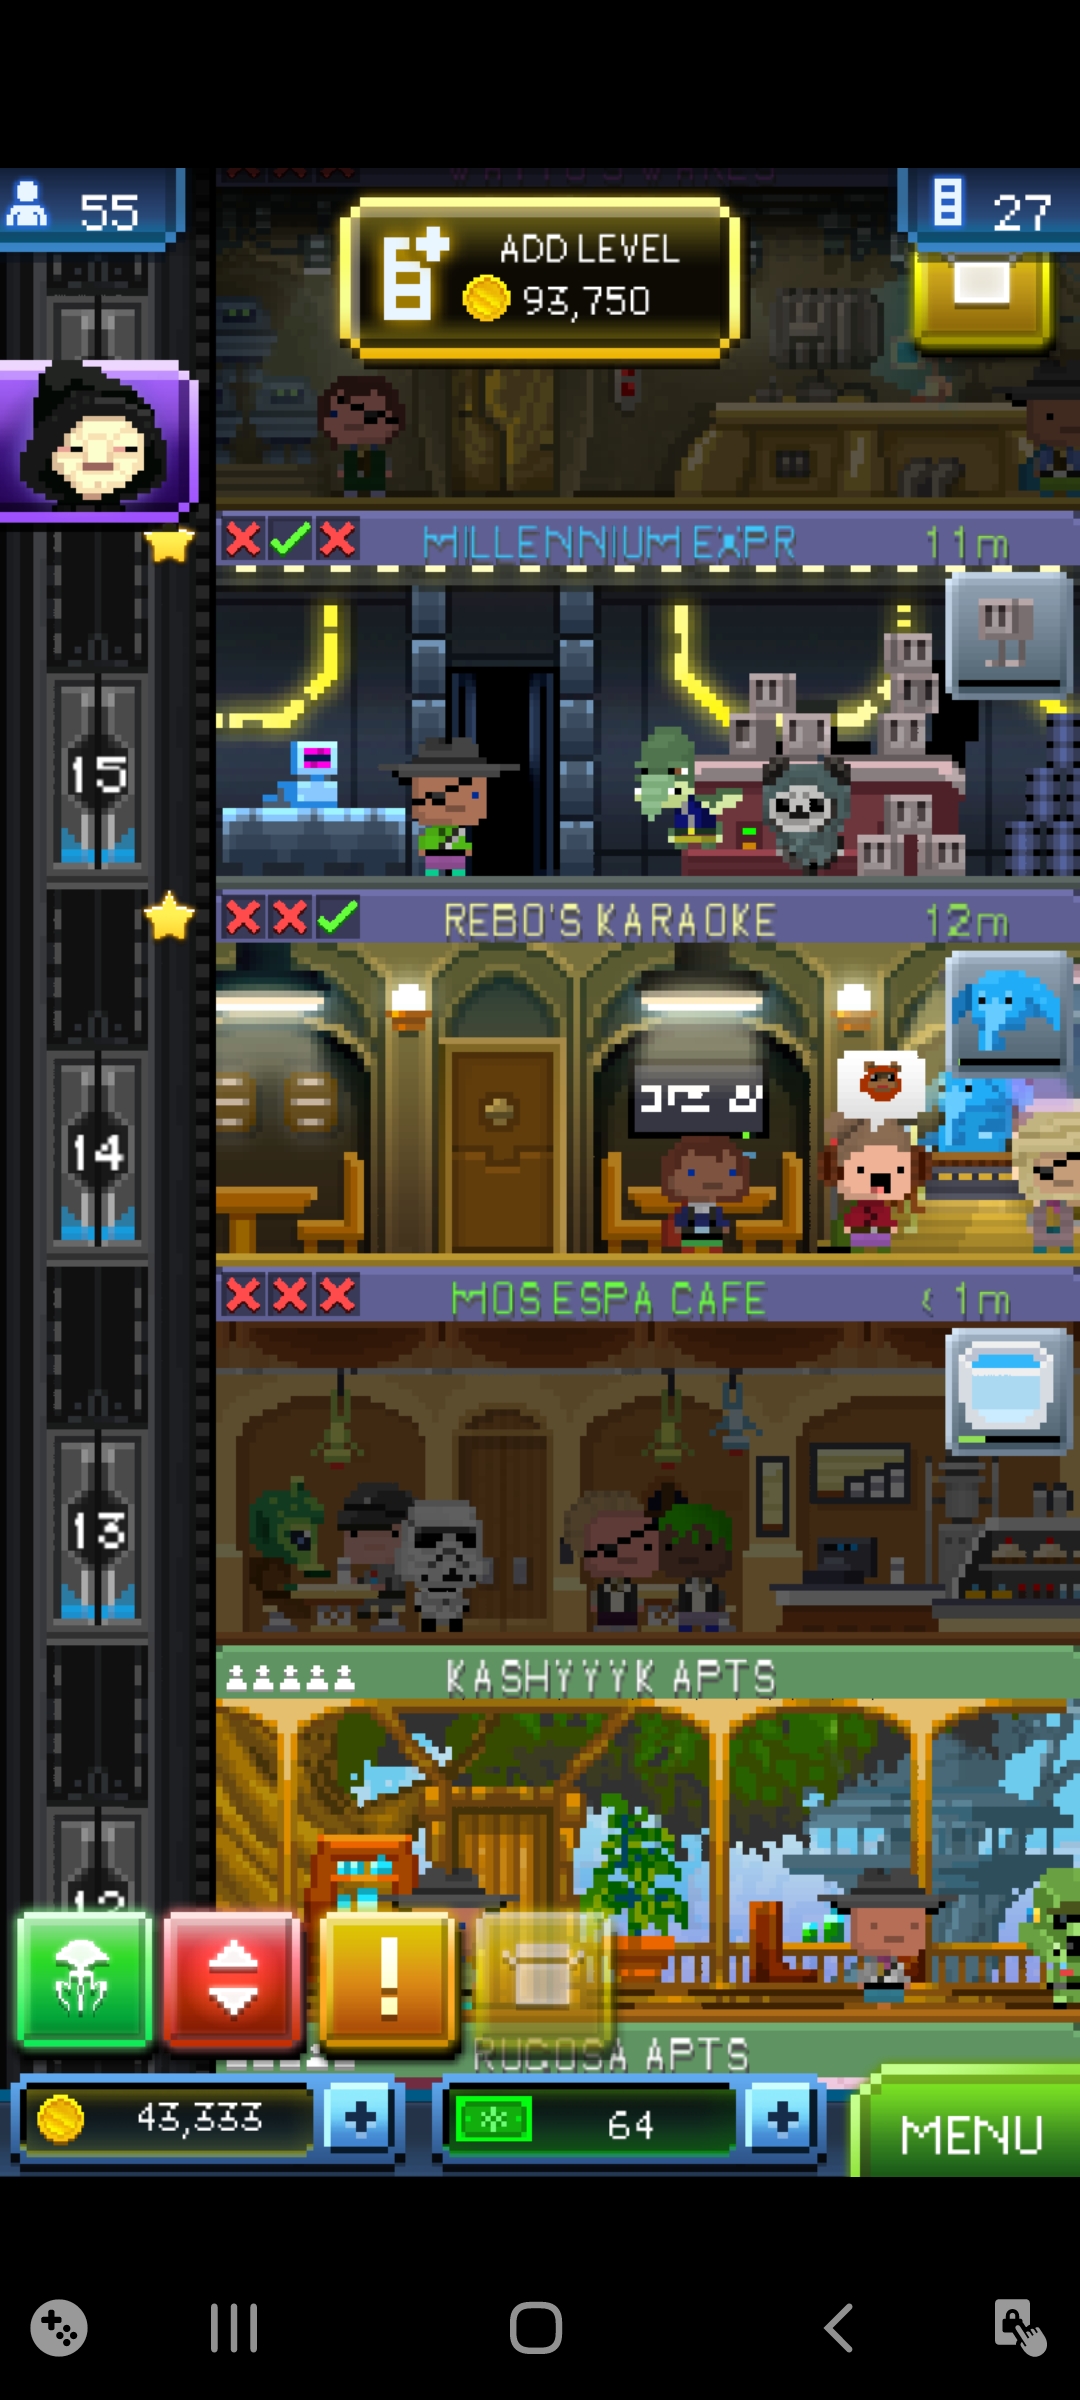 55
27
ADD LEVEL
93,750
MILLENNIUM EXPR
11m
15
REBO'S KARAOKE
12m
14
MOS ESPA CAFE
< 1m
13
KASHYYYK APTS
12
RUGOSA APTS
43,333
64
MENU